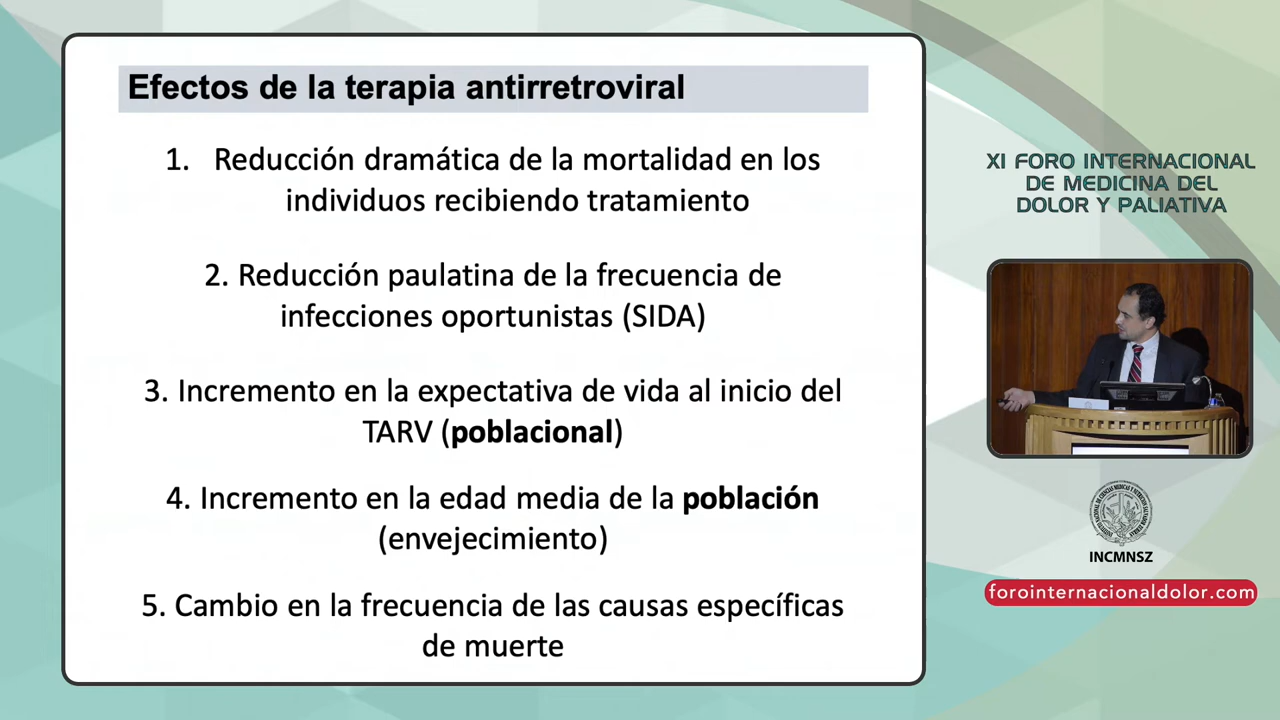 Efectos de la terapia antirretroviral
1. Reducción dramática de la mortalidad en los
individuos recibiendo tratamiento
2. Reducción paulatina de la frecuencia de
infecciones oportunistas (SIDA)
3. Incremento en la expectativa de vida al inicio del
TARV (poblacional)
4. Incremento en la edad media de la población
(envejecimiento)
5. Cambio en la frecuencia de las causas específicas
de muerte
XI FORO INTERNACIONAL
DE MEDICINA DEL
DOLOR Y PALIATIVA
INCMNSZ
forointernacionaldolor.com